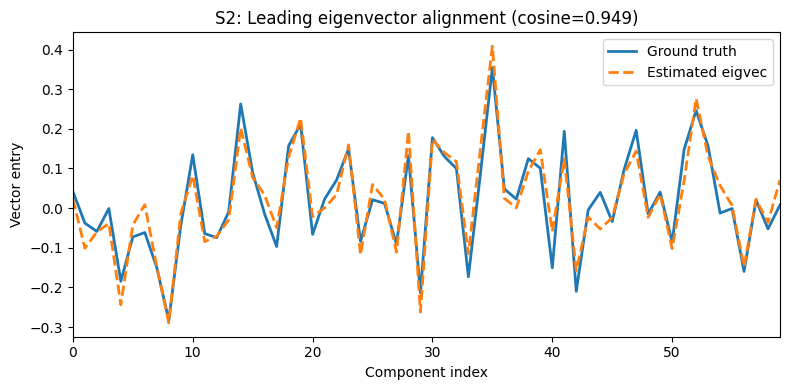 S2: Leading eigenvector alignment (cosine=0.949)
Ground truth
Estimated eigvec
Vector entry
0.4
0.3
0.2
0.1
0.0
−0.1
−0.2
−0.3
0 10 20 30 40 50
Component index